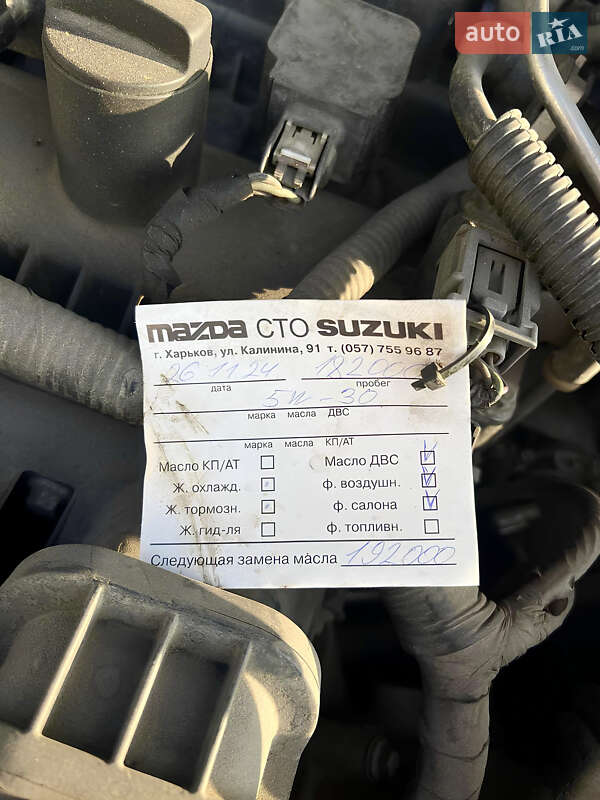 auto RIA.com
mazda СТО SUZUKI
г. Харьков, ул. Калинина, 91 т. (057) 755 96 87
26.11.24 182000
дата пробег
5W-30
марка масла ДВС
марка масла КП/АТ
Масло КП/АТ Масло ДВС
Ж. охлажд. ф. воздушн.
Ж. тормозн. ф. салона
Ж. гид-ля ф. топливн.
Следующая замена масла 192000